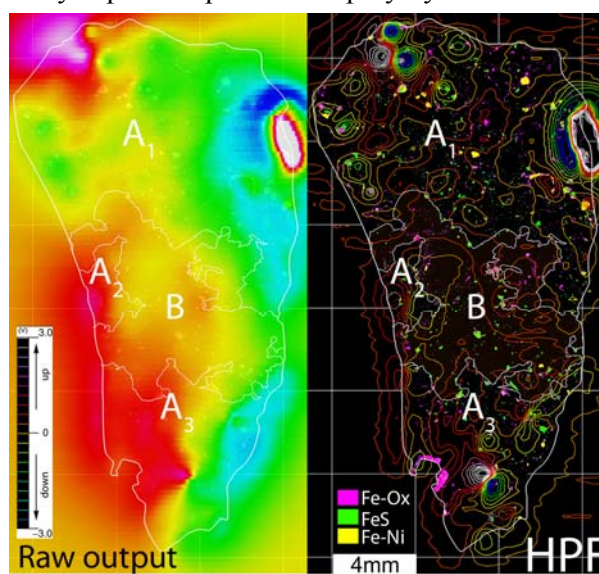 A1
A2
B
A3
(V)
3.0
up
0
down
-3.0
Raw output
A1
A2
B
A3
Fe-Ox
FeS
Fe-Ni
4mm
HPF